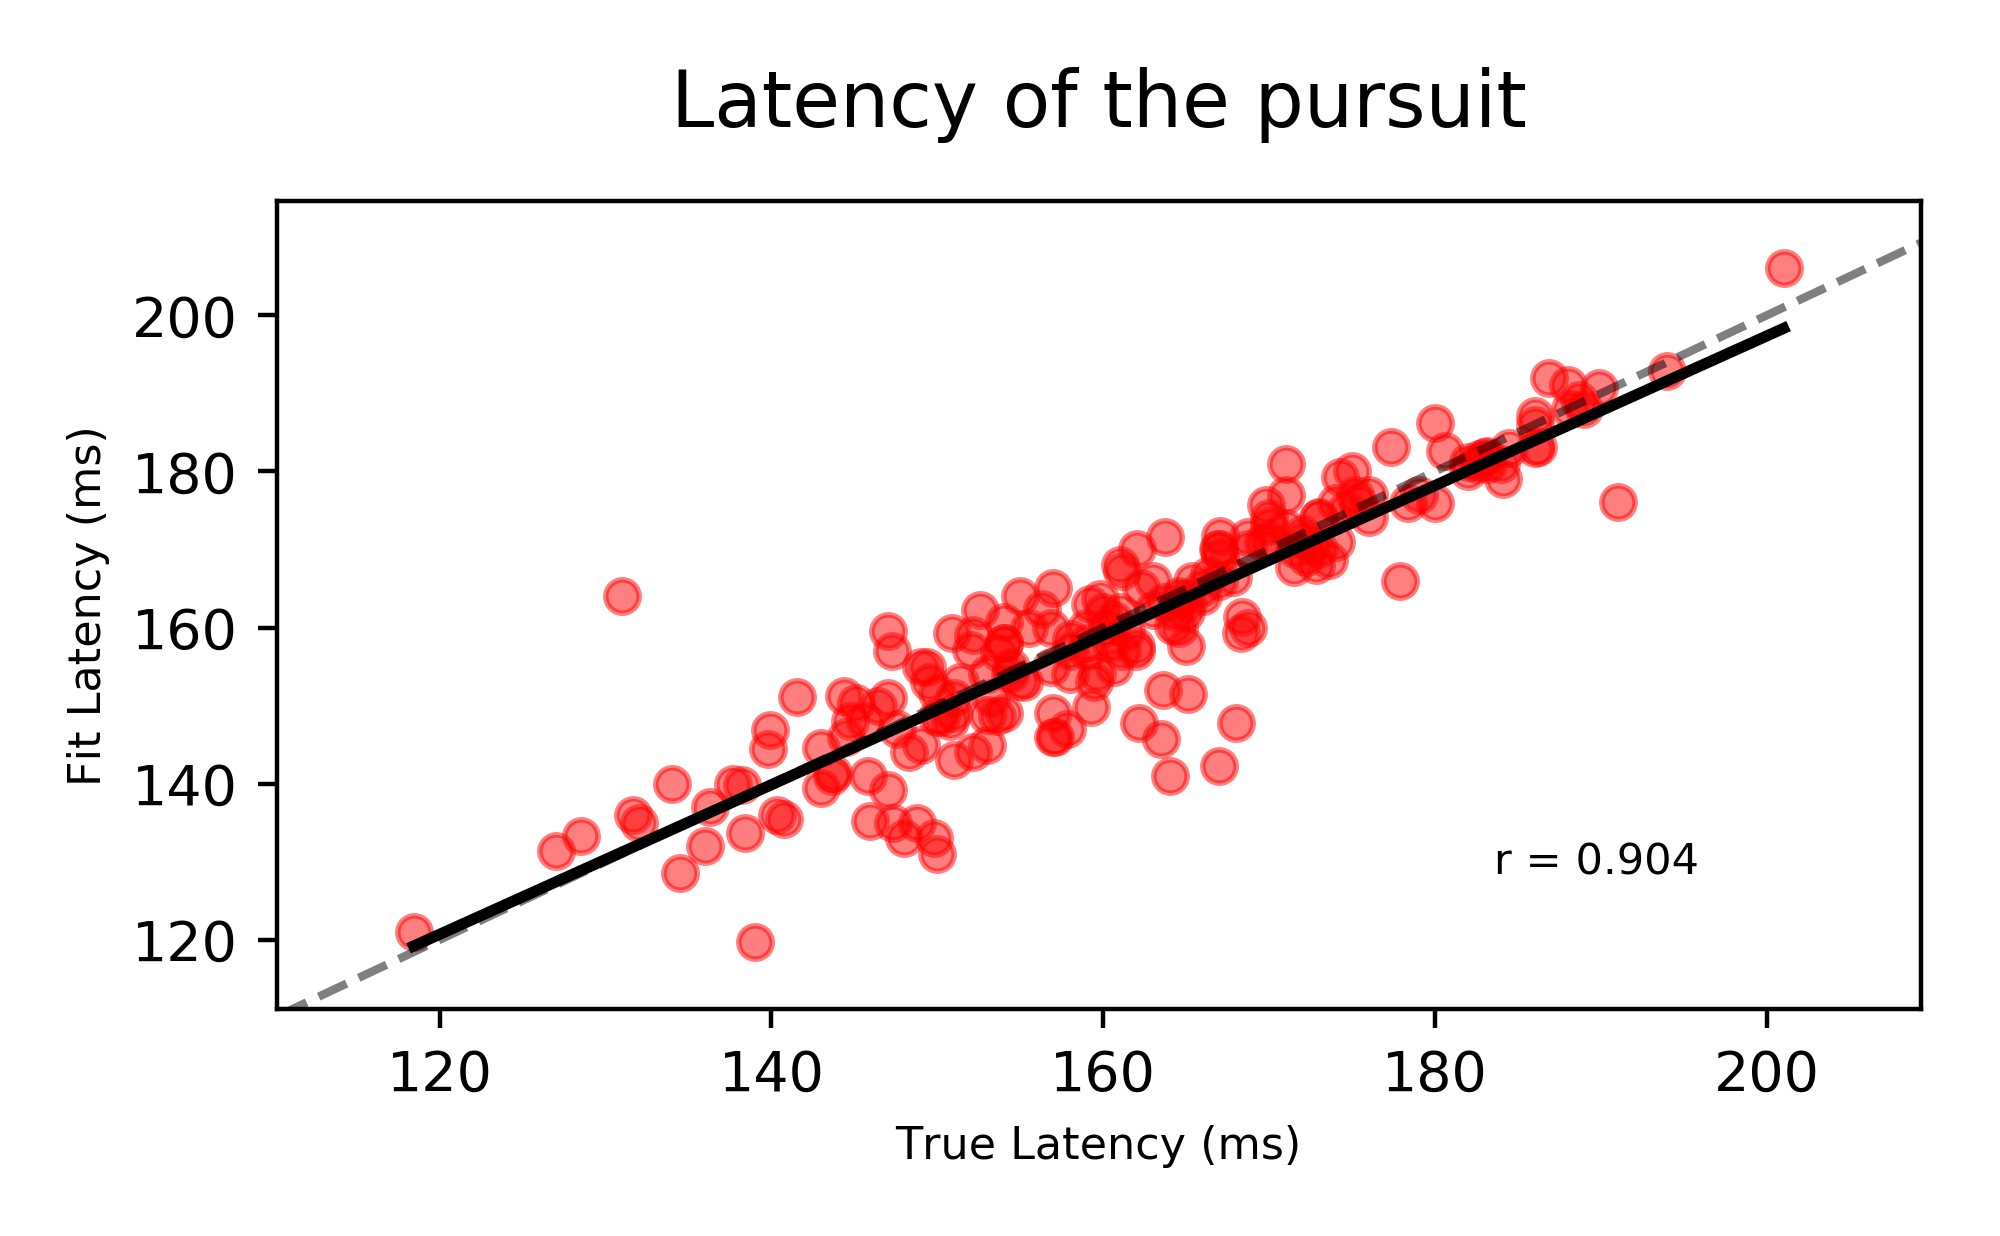 Latency of the pursuit
200
180
160
140
120
Fit Latency (ms)
r = 0.904
120 140 160 180 200
True Latency (ms)